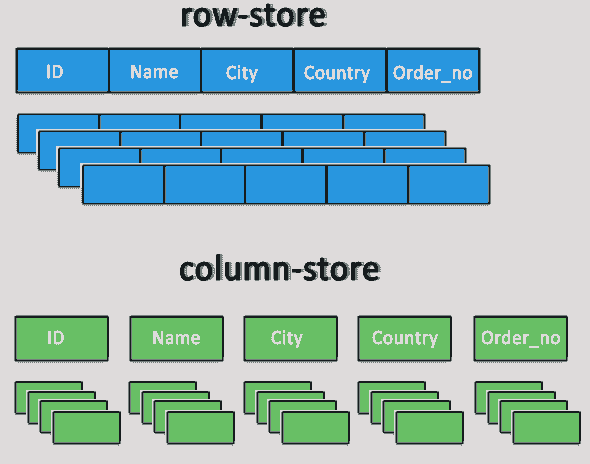 row-store
ID Name City Country Order_no
column-store
ID Name City Country Order_no